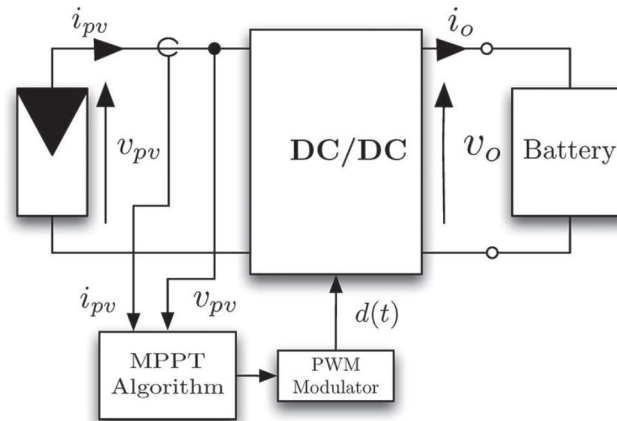 i_pv
i_o
v_pv
DC/DC
v_o
Battery
i_pv
v_pv
d(t)
MPPT
Algorithm
PWM
Modulator